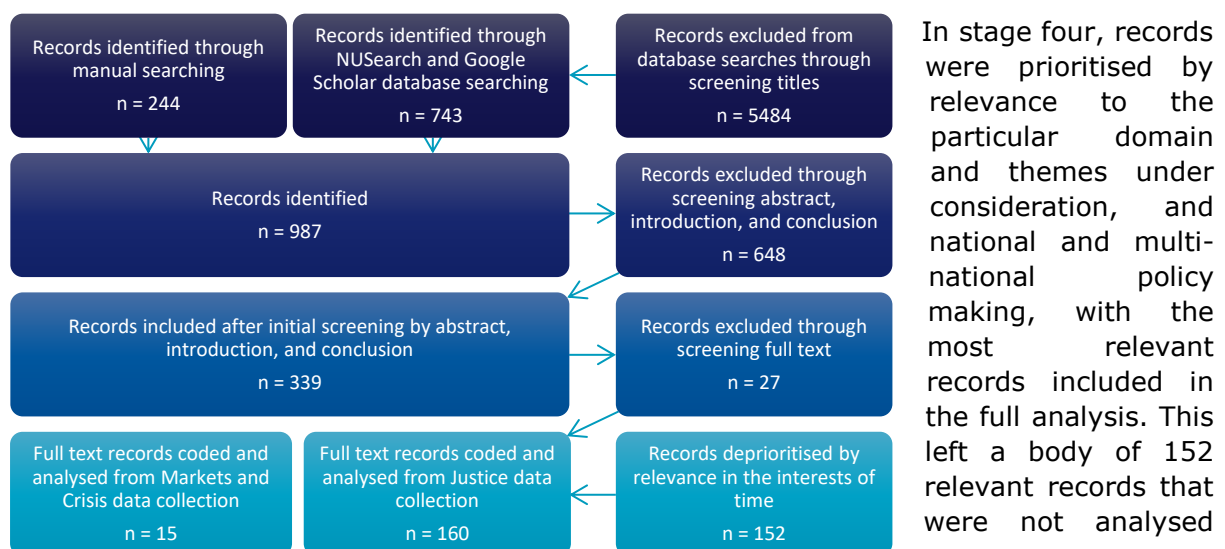 Records identified through
manual searching
n = 244
Records identified through
NUSearch and Google
Scholar database searching
n = 743
Records excluded from
database searches through
screening titles
n = 5484
Records identified
n = 987
Records excluded through
screening abstract,
introduction, and conclusion
n = 648
Records included after initial screening by abstract,
introduction, and conclusion
n = 339
Records excluded through
screening full text
n = 27
Full text records coded and
analysed from Markets and
Crisis data collection
n = 15
Full text records coded and
analysed from Justice data
collection
n = 160
Records deprioritised by
relevance in the interests of
time
n = 152
In stage four, records
were prioritised by
relevance to the
particular domain
and themes under
consideration, and
national and multi-
national policy
making, with the
most relevant
records included in
the full analysis. This
left a body of 152
relevant records that
were not analysed